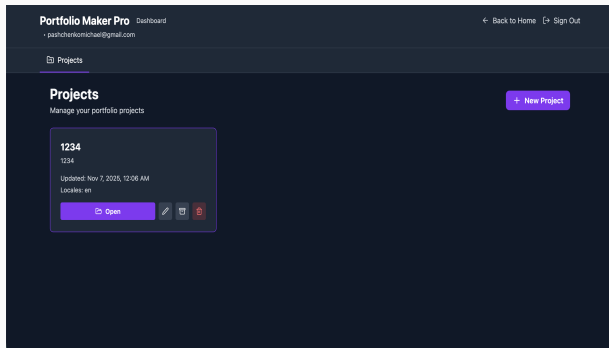 Portfolio Maker Pro Dashboard
• pashchenkomichael@gmail.com
← Back to Home Sign Out
Projects
Projects
Manage your portfolio projects
+ New Project
1234
1234
Updated: Nov 7, 2025, 12:06 AM
Locales: en
Open